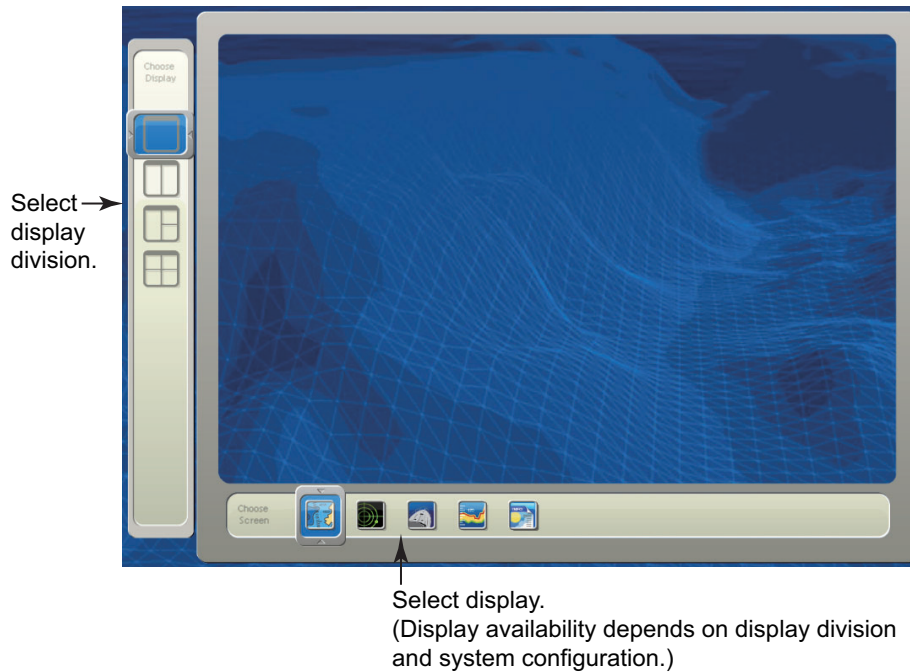 Choose
Display
Select
display
division.
Choose
Screen
Select display.
(Display availability depends on display division
and system configuration.)